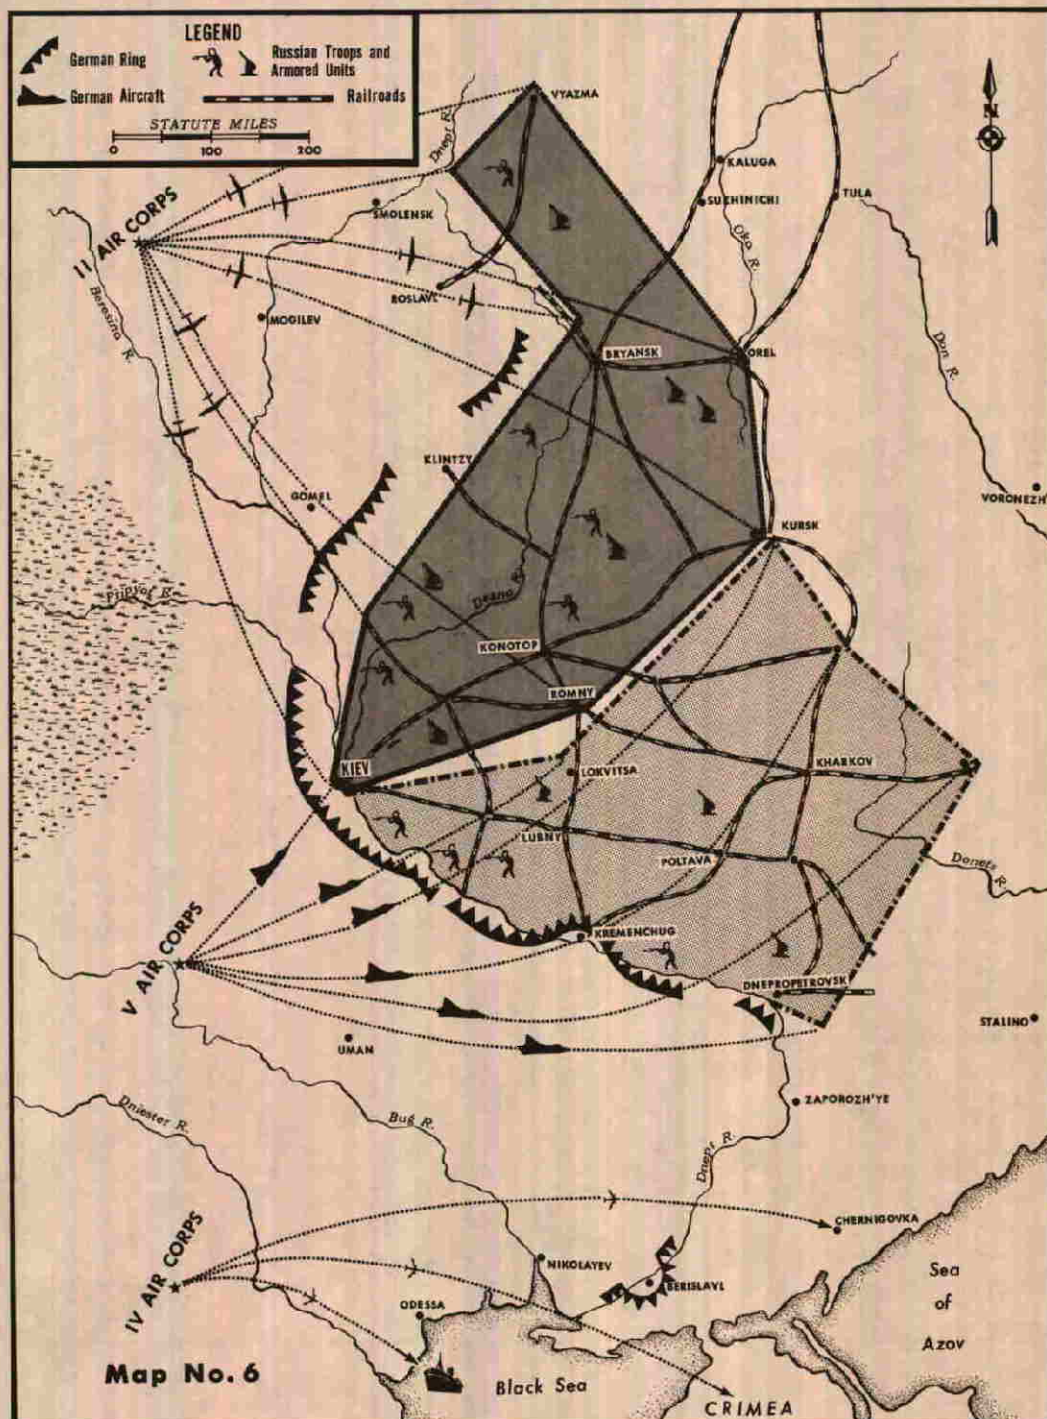 LEGEND
German Ring
Russian Troops and
Armored Units
German Aircraft
Railroads
STATUTE MILES
0 100 200
N
VYAZMA
Dnepr R.
KALUGA
SUKHINICHI
TULA
SMOLENSK
Oka R.
II AIR CORPS
Beresina R.
ROSLAVL
MOGILEV
Don R.
BRYANSK
OREL
KLINTZY
GOMEL
VORONEZH
KURSK
Pripyat R.
Desna R.
KONOTOP
ROMNY
KIEV
LOKVITSA
KHARKOV
LUBNY
POLTAVA
Donets R.
V AIR CORPS
KREMENCHUG
DNEPROPETROVSK
STALINO
UMAN
ZAPOROZH'YE
Dniester R.
Bug R.
Dnepr R.
CHERNIGOVKA
IV AIR CORPS
NIKOLAYEV
BERISLAVL
ODESSA
Sea
of
Azov
Map No. 6
Black Sea
CRIMEA